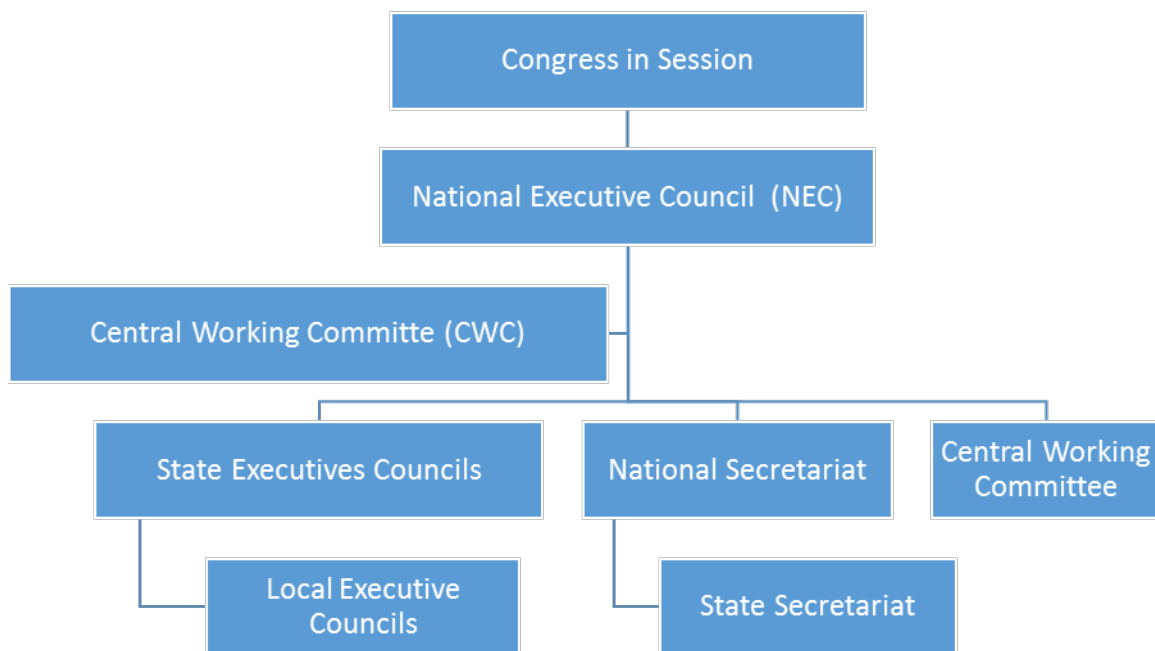 Congress in Session
National Executive Council  (NEC)
Central Working Committe (CWC)
State Executives Councils
National Secretariat
Central Working
Committee
Local Executive
Councils
State Secretariat